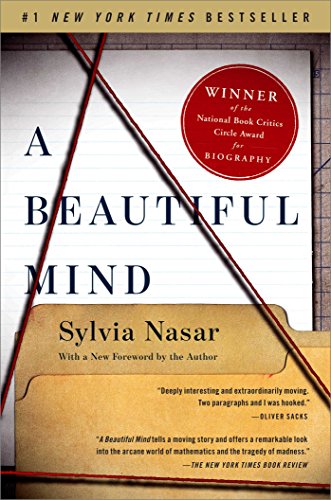 #1 NEW YORK TIMES BESTSELLER
WINNER
of the
National Book Critics
Circle Award
for
BIOGRAPHY
A
BEAUTIFUL
MIND
Sylvia Nasar
With a New Foreword by the Author
"Deeply interesting and extraordinarily moving.
Two paragraphs and I was hooked."
—OLIVER SACKS
"A Beautiful Mind tells a moving story and offers a remarkable look
into the arcane world of mathematics and the tragedy of madness."
—THE NEW YORK TIMES BOOK REVIEW